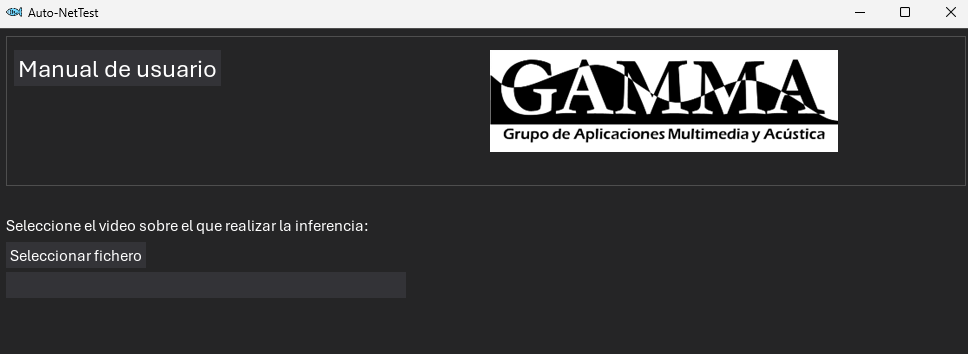 Auto-NetTest
Manual de usuario
GAMMA
Grupo de Aplicaciones Multimedia y Acústica
Seleccione el video sobre el que realizar la inferencia:
Seleccionar fichero